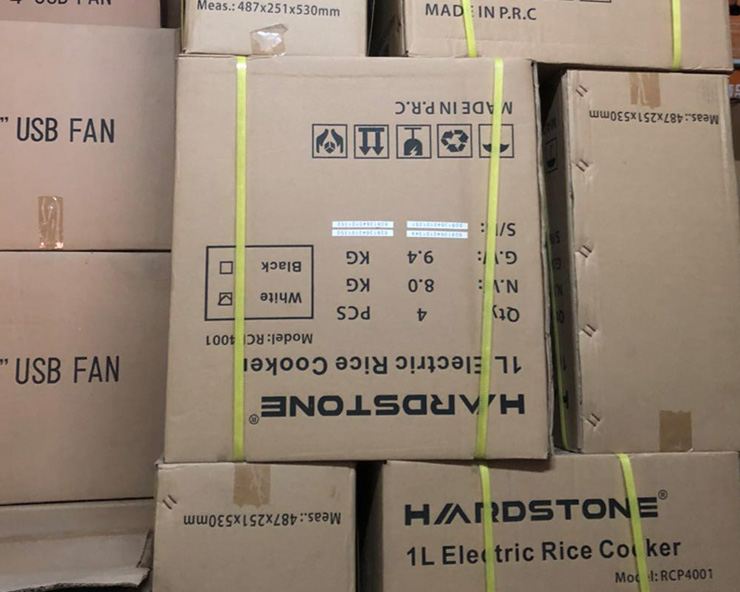 USB FAN
Meas.: 487x251x530mm
MADE IN P.R.C
" USB FAN
" USB FAN
HARDSTONE®
1L Electric Rice Cooker
Model: RCP4001
Qty: 4 PCS
N.W: 8.0 KG
G.W: 9.4 KG
S/N:
White
Black
MADE IN P.R.C
Meas.:487x251x530mm
Meas.:487x251x530mm
HARDSTONE®
1L Electric Rice Cooker
Model:RCP4001